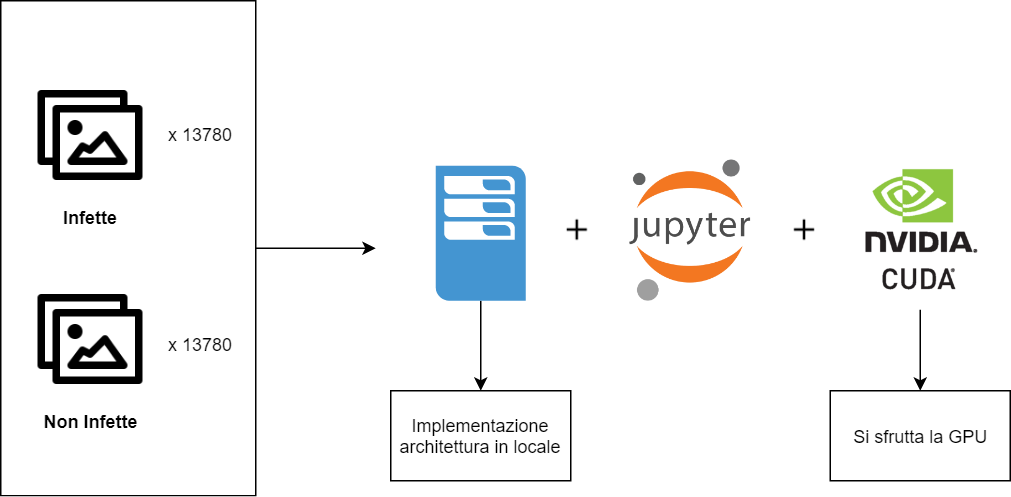 x 13780
Infette
x 13780
Non Infette
+
jupyter
+
NVIDIA.
CUDA®
Implementazione
architettura in locale
Si sfrutta la GPU